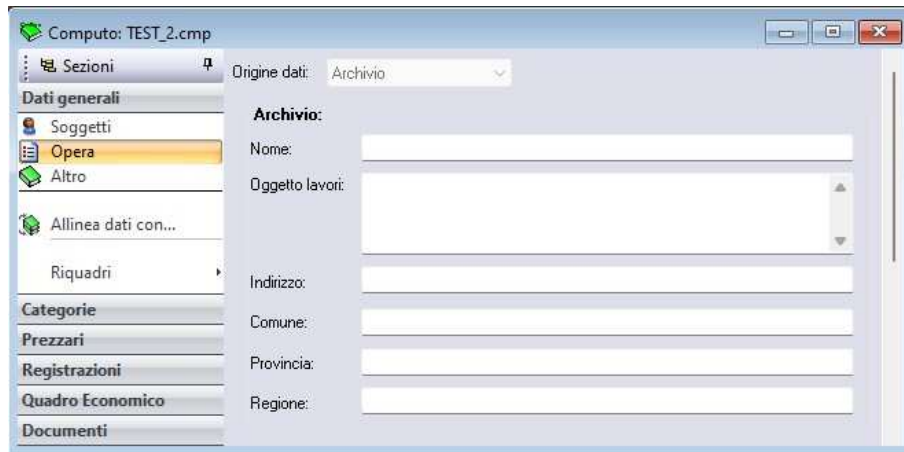 Computo: TEST_2.cmp
Sezioni
Dati generali
Soggetti
Opera
Altro
Allinea dati con...
Riquadri
Categorie
Prezzari
Registrazioni
Quadro Economico
Documenti
Origine dati: Archivio
Archivio:
Nome:
Oggetto lavori:
Indirizzo:
Comune:
Provincia:
Regione: